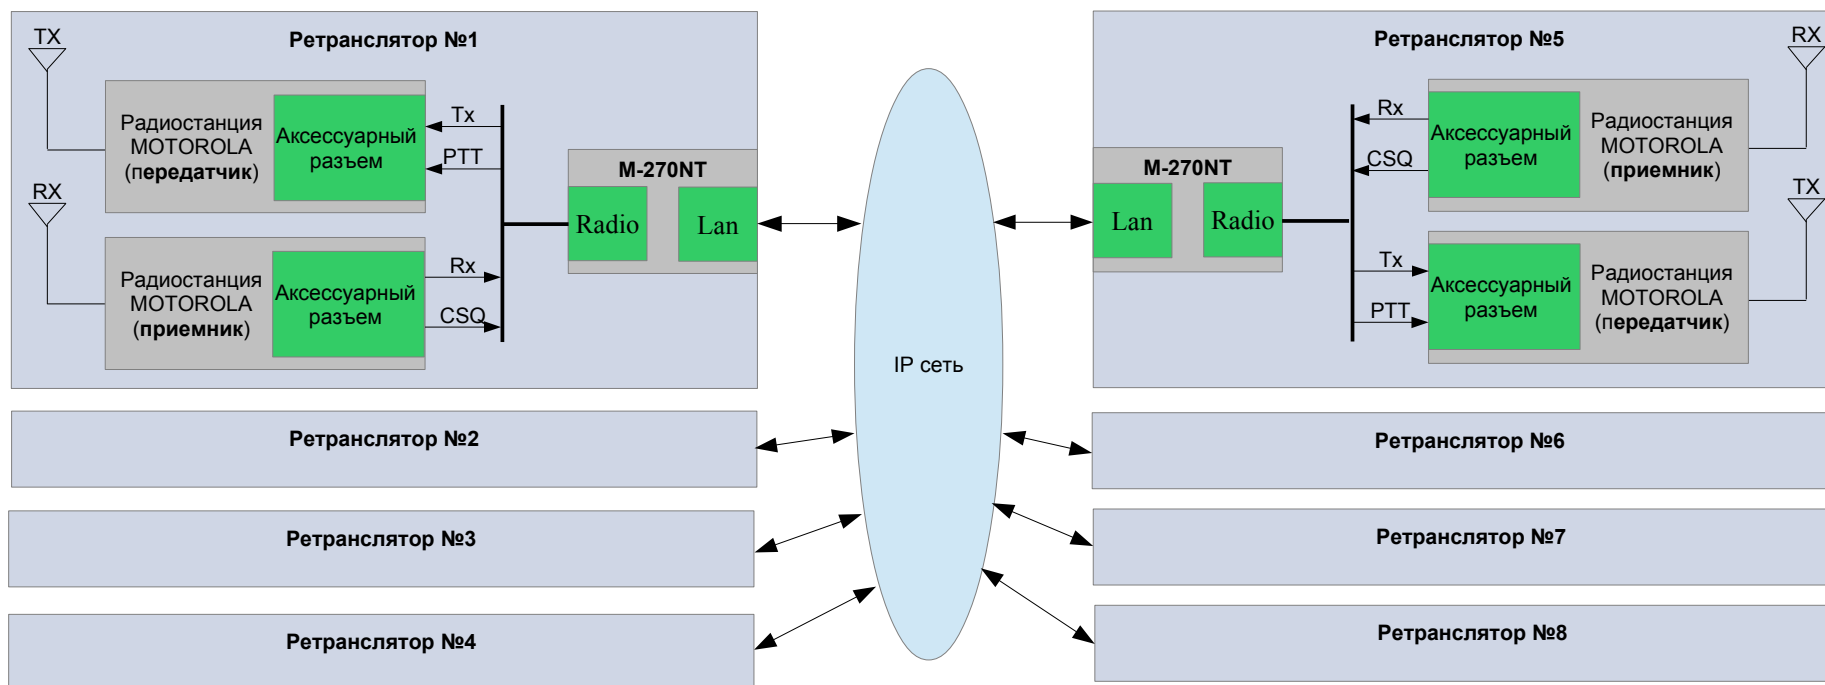 Ретранслятор №1
TX
Радиостанция
MOTOROLA
(передатчик)
Аксессуарный
разъем
Tx
PTT
RX
Радиостанция
MOTOROLA
(приемник)
Аксессуарный
разъем
Rx
CSQ
M-270NT
Radio
Lan
IP сеть
Ретранслятор №5
RX
Rx
CSQ
Аксессуарный
разъем
Радиостанция
MOTOROLA
(приемник)
M-270NT
Lan
Radio
TX
Tx
PTT
Аксессуарный
разъем
Радиостанция
MOTOROLA
(передатчик)
Ретранслятор №2
Ретранслятор №6
Ретранслятор №3
Ретранслятор №7
Ретранслятор №4
Ретранслятор №8